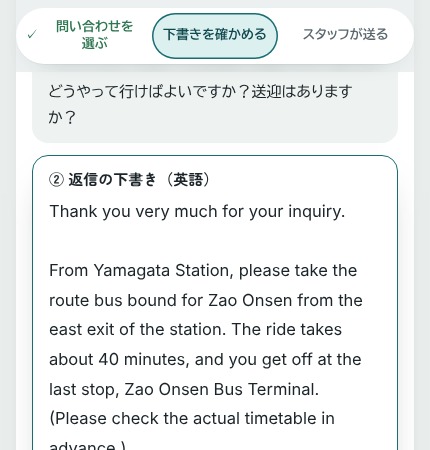 ✓ 問い合わせを
選ぶ
下書きを確かめる
スタッフが送る
どうやって行けばよいですか？送迎はあります
か？
② 返信の下書き（英語）
Thank you very much for your inquiry.
From Yamagata Station, please take the
route bus bound for Zao Onsen from the
east exit of the station. The ride takes
about 40 minutes, and you get off at the
last stop, Zao Onsen Bus Terminal.
(Please check the actual timetable in
advance.)